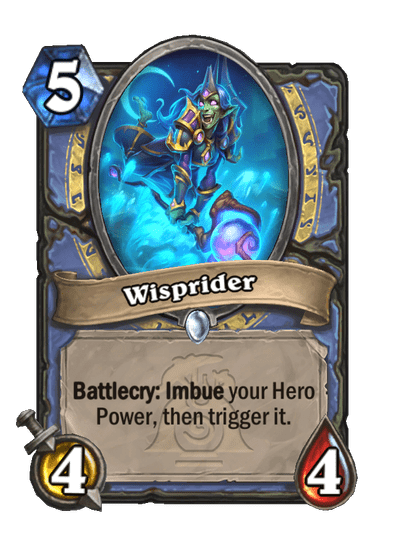 5
Wisprider
Battlecry: Imbue your Hero
Power, then trigger it.
4
4